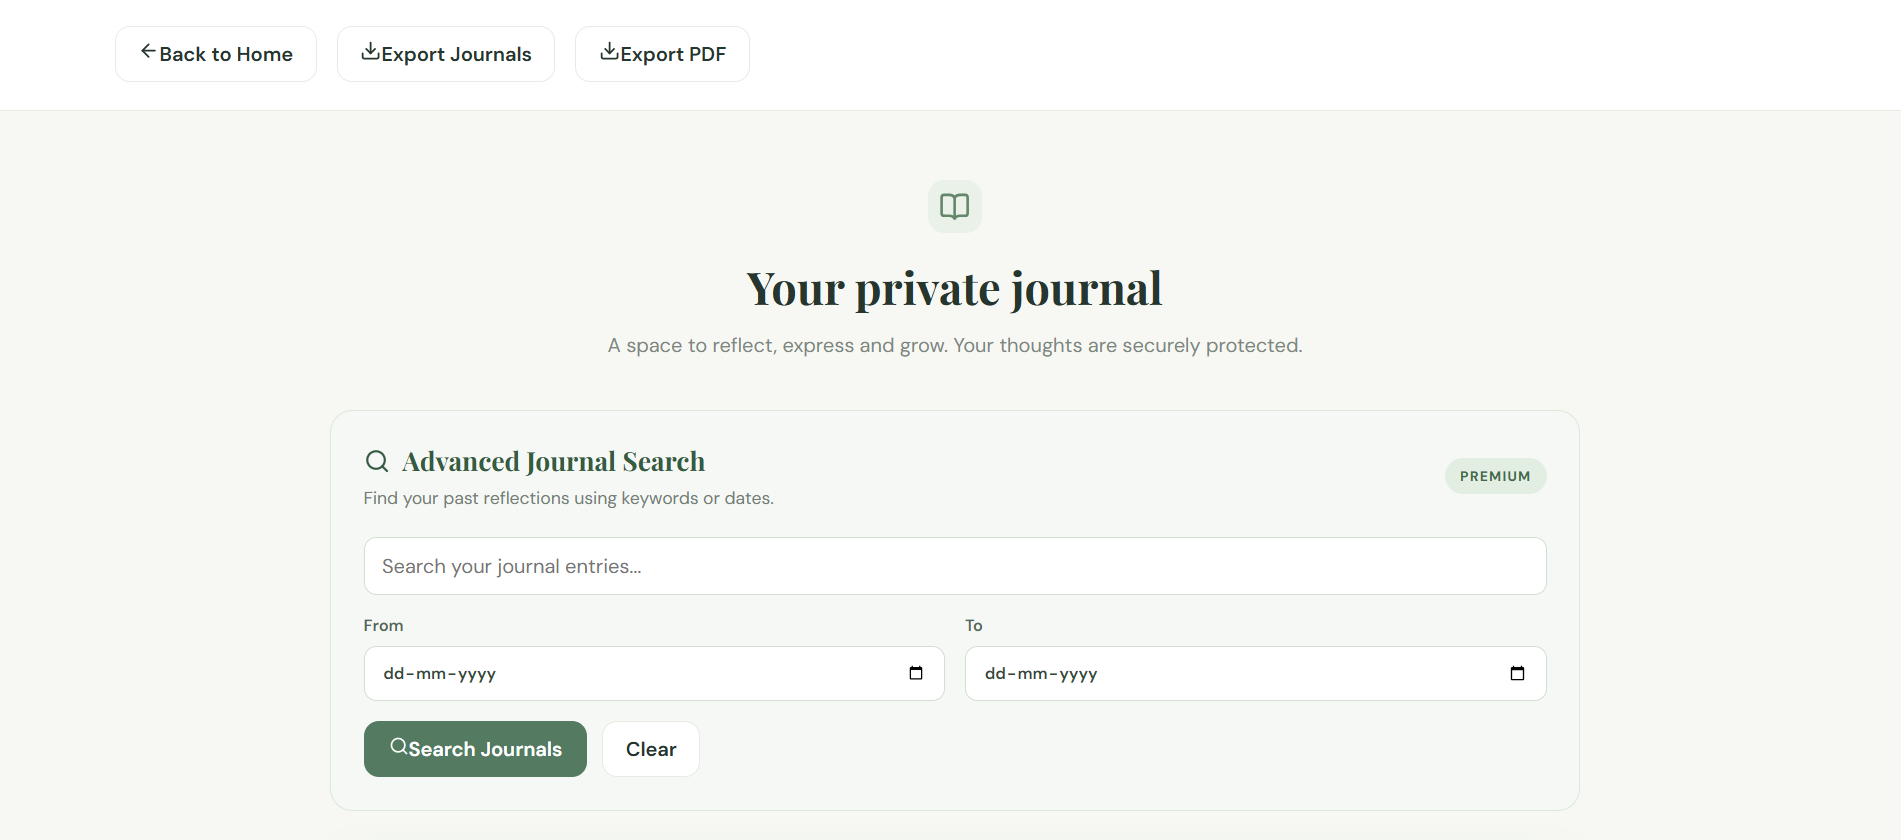 Back to Home
Export Journals
Export PDF
Your private journal
A space to reflect, express and grow. Your thoughts are securely protected.
Advanced Journal Search
Find your past reflections using keywords or dates.
PREMIUM
Search your journal entries...
From
To
dd-mm-yyyy
dd-mm-yyyy
Search Journals
Clear